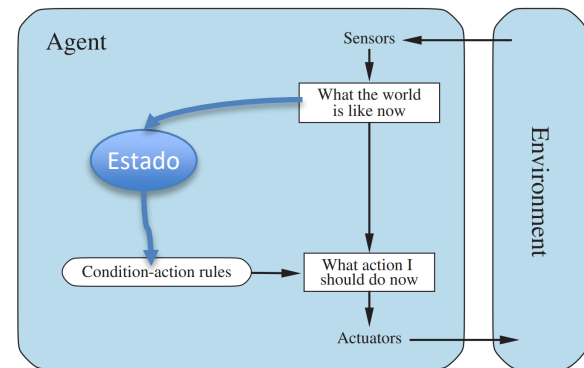 Agent
Sensors
What the world
is like now
Estado
Condition-action rules
What action I
should do now
Actuators
Environment